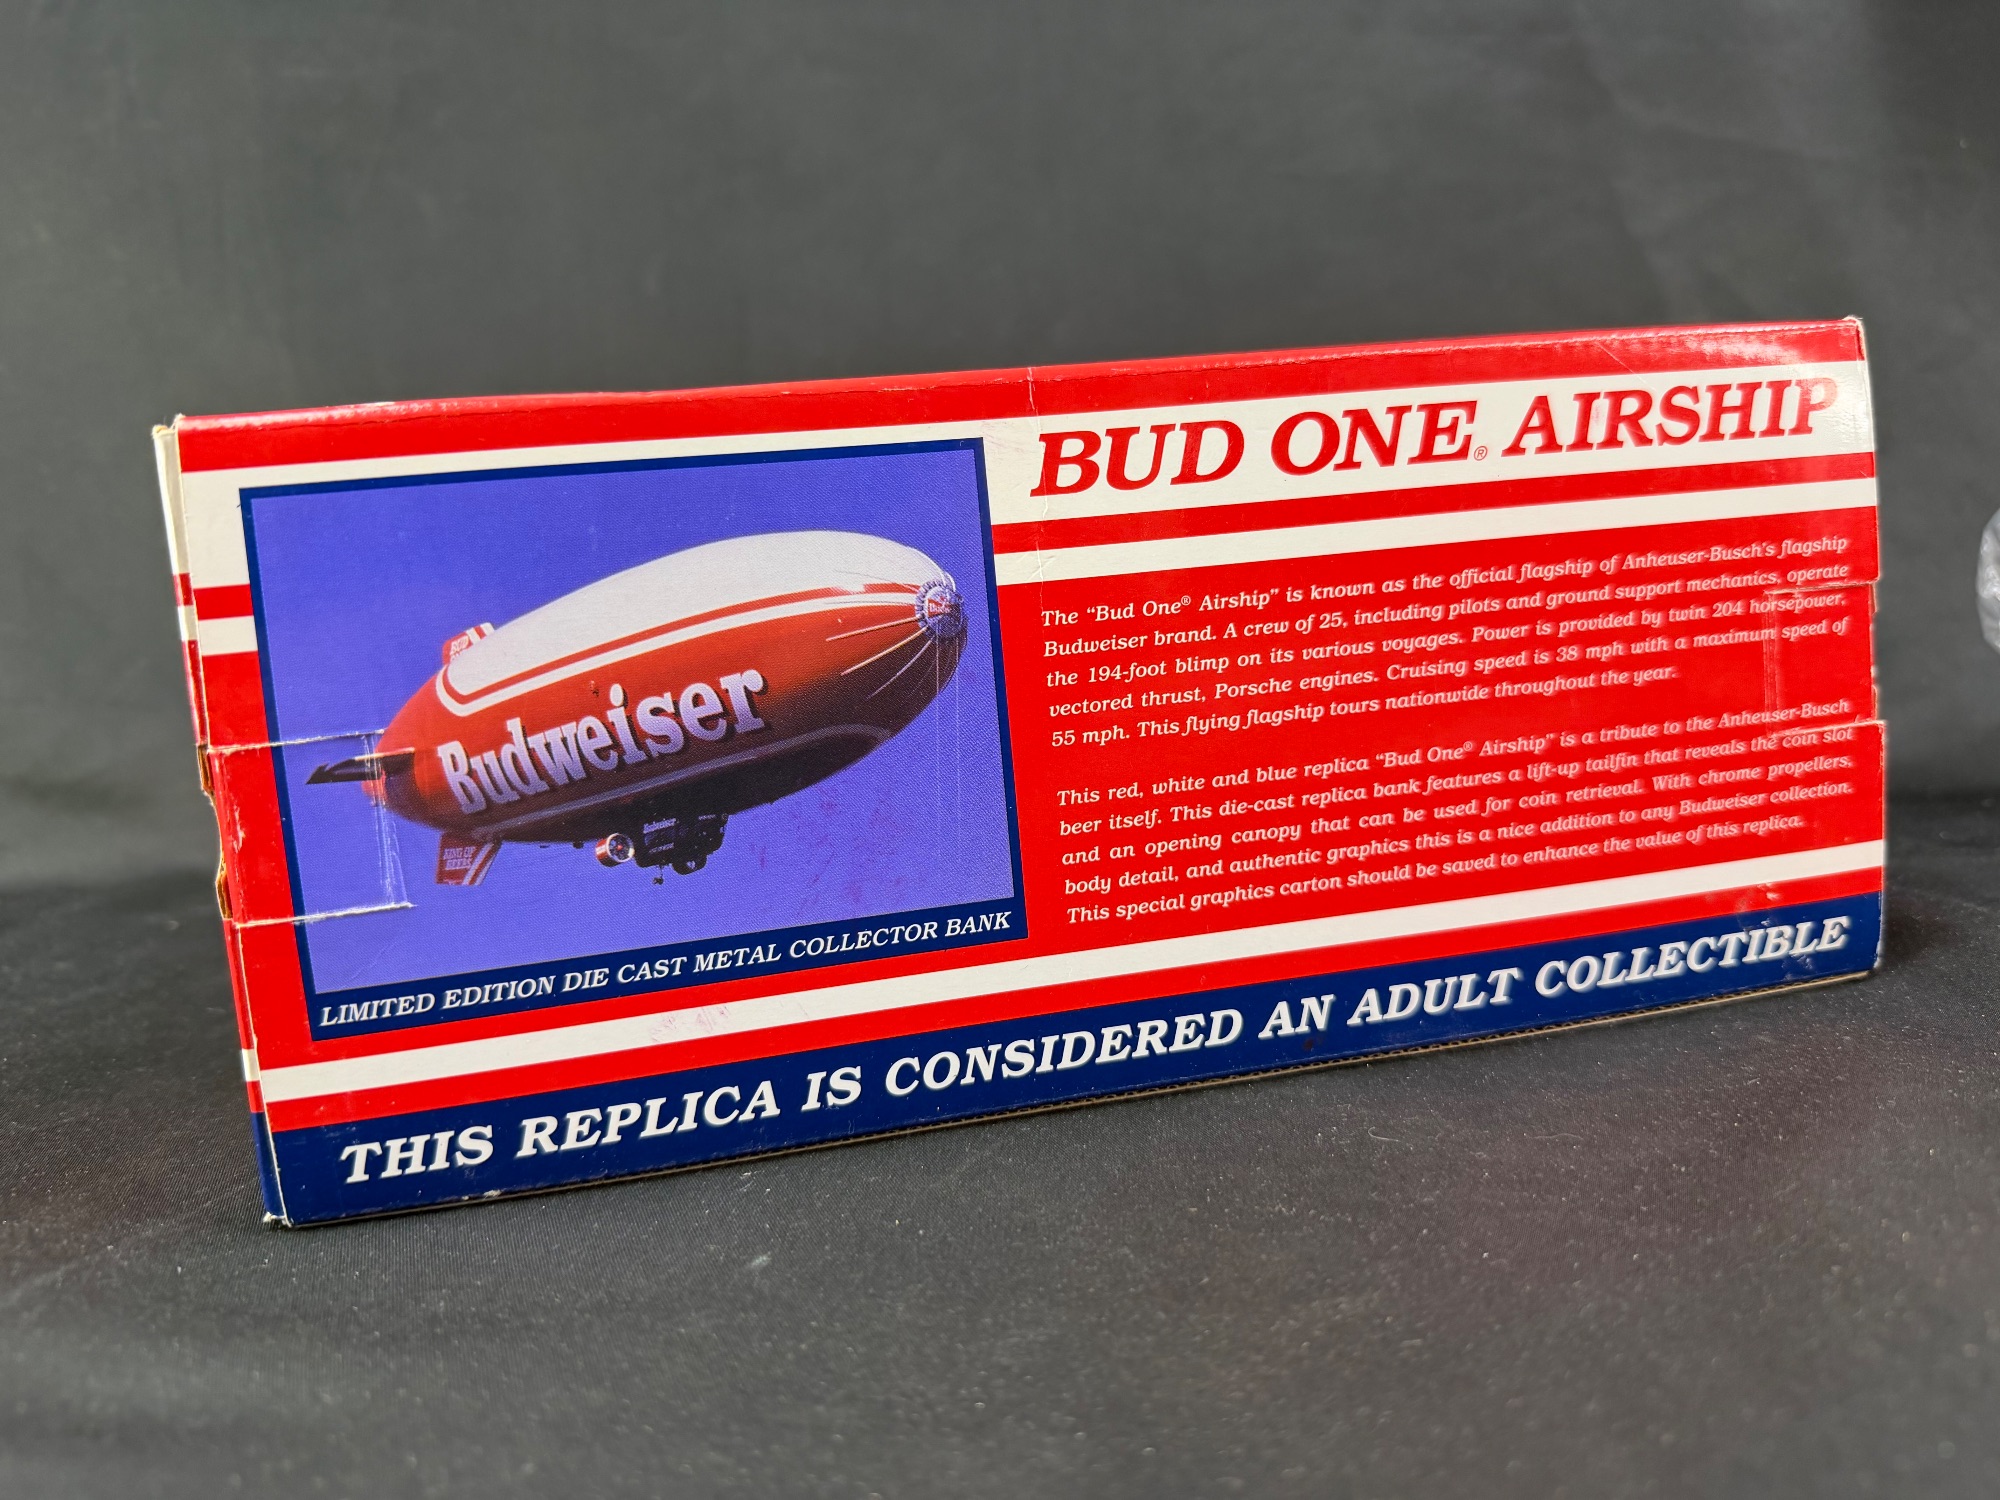 BUD ONE® AIRSHIP
BUD
Budweiser
Budweiser
KING OF
BEERS
LIMITED EDITION DIE CAST METAL COLLECTOR BANK
The “Bud One® Airship” is known as the official flagship of Anheuser-Busch's flagship
Budweiser brand. A crew of 25, including pilots and ground support mechanics, operate
the 194-foot blimp on its various voyages. Power is provided by twin 204 horsepower,
vectored thrust, Porsche engines. Cruising speed is 38 mph with a maximum speed of
55 mph. This flying flagship tours nationwide throughout the year.
This red, white and blue replica “Bud One® Airship” is a tribute to the Anheuser-Busch
beer itself. This die-cast replica bank features a lift-up tailfin that reveals the coin slot
and an opening canopy that can be used for coin retrieval. With chrome propellers,
body detail, and authentic graphics this is a nice addition to any Budweiser collection.
This special graphics carton should be saved to enhance the value of this replica.
THIS REPLICA IS CONSIDERED AN ADULT COLLECTIBLE